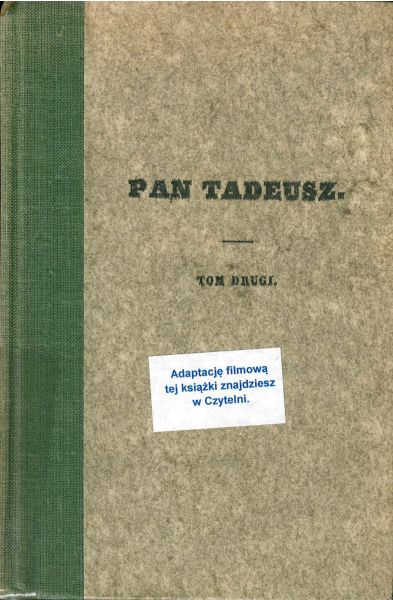 PAN TADEUSZ.
TOM DRUGI.
Adaptację filmową
tej książki znajdziesz
w Czytelni.